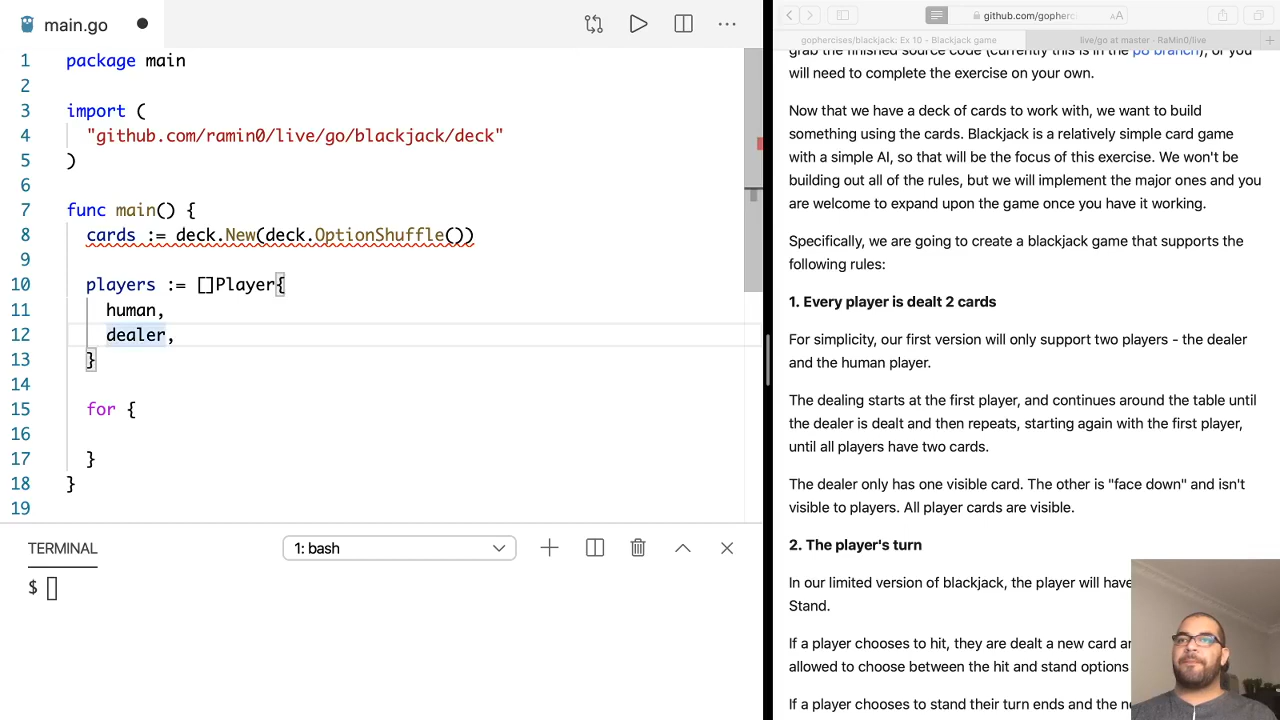 main.go
1 package main
2
3 import (
4 "github.com/ramin0/live/go/blackjack/deck"
5 )
6
7 func main() {
8 cards := deck.New(deck.OptionShuffle())
9
10 players := []Player{
11 human,
12 dealer,
13 }
14
15 for {
16
17 }
18 }
19
TERMINAL
1: bash
$
github.com/gopherc
AA
gophercises/blackjack: Ex 10 - Blackjack game
live/go at master · RaMin0/live
grab the finished source code (currently this is in the p8 branch), or you
will need to complete the exercise on your own.
Now that we have a deck of cards to work with, we want to build
something using the cards. Blackjack is a relatively simple card game
with a simple AI, so that will be the focus of this exercise. We won't be
building out all of the rules, but we will implement the major ones and you
are welcome to expand upon the game once you have it working.
Specifically, we are going to create a blackjack game that supports the
following rules:
1. Every player is dealt 2 cards
For simplicity, our first version will only support two players - the dealer
and the human player.
The dealing starts at the first player, and continues around the table until
the dealer is dealt and then repeats, starting again with the first player,
until all players have two cards.
The dealer only has one visible card. The other is "face down" and isn't
visible to players. All player cards are visible.
2. The player's turn
In our limited version of blackjack, the player will have
Stand.
If a player chooses to hit, they are dealt a new card
allowed to choose between the hit and stand options
If a player chooses to stand their turn ends and the